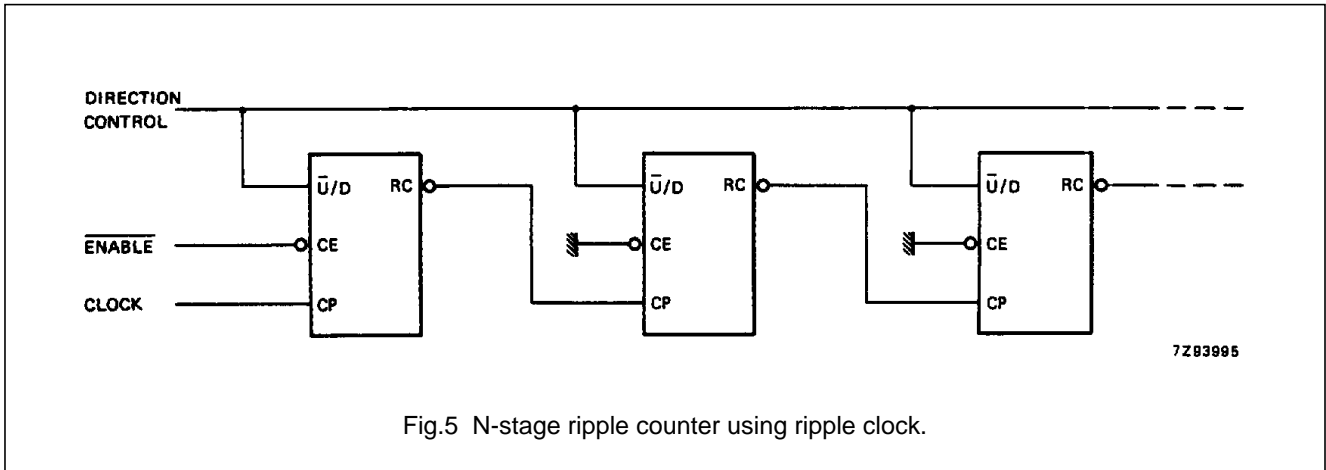 DIRECTION
CONTROL
U̅/D RC
U̅/D RC
U̅/D RC
E̅N̅A̅B̅L̅E̅ CE
CE
CE
CLOCK CP
CP
CP
7Z93995
Fig.5 N-stage ripple counter using ripple clock.